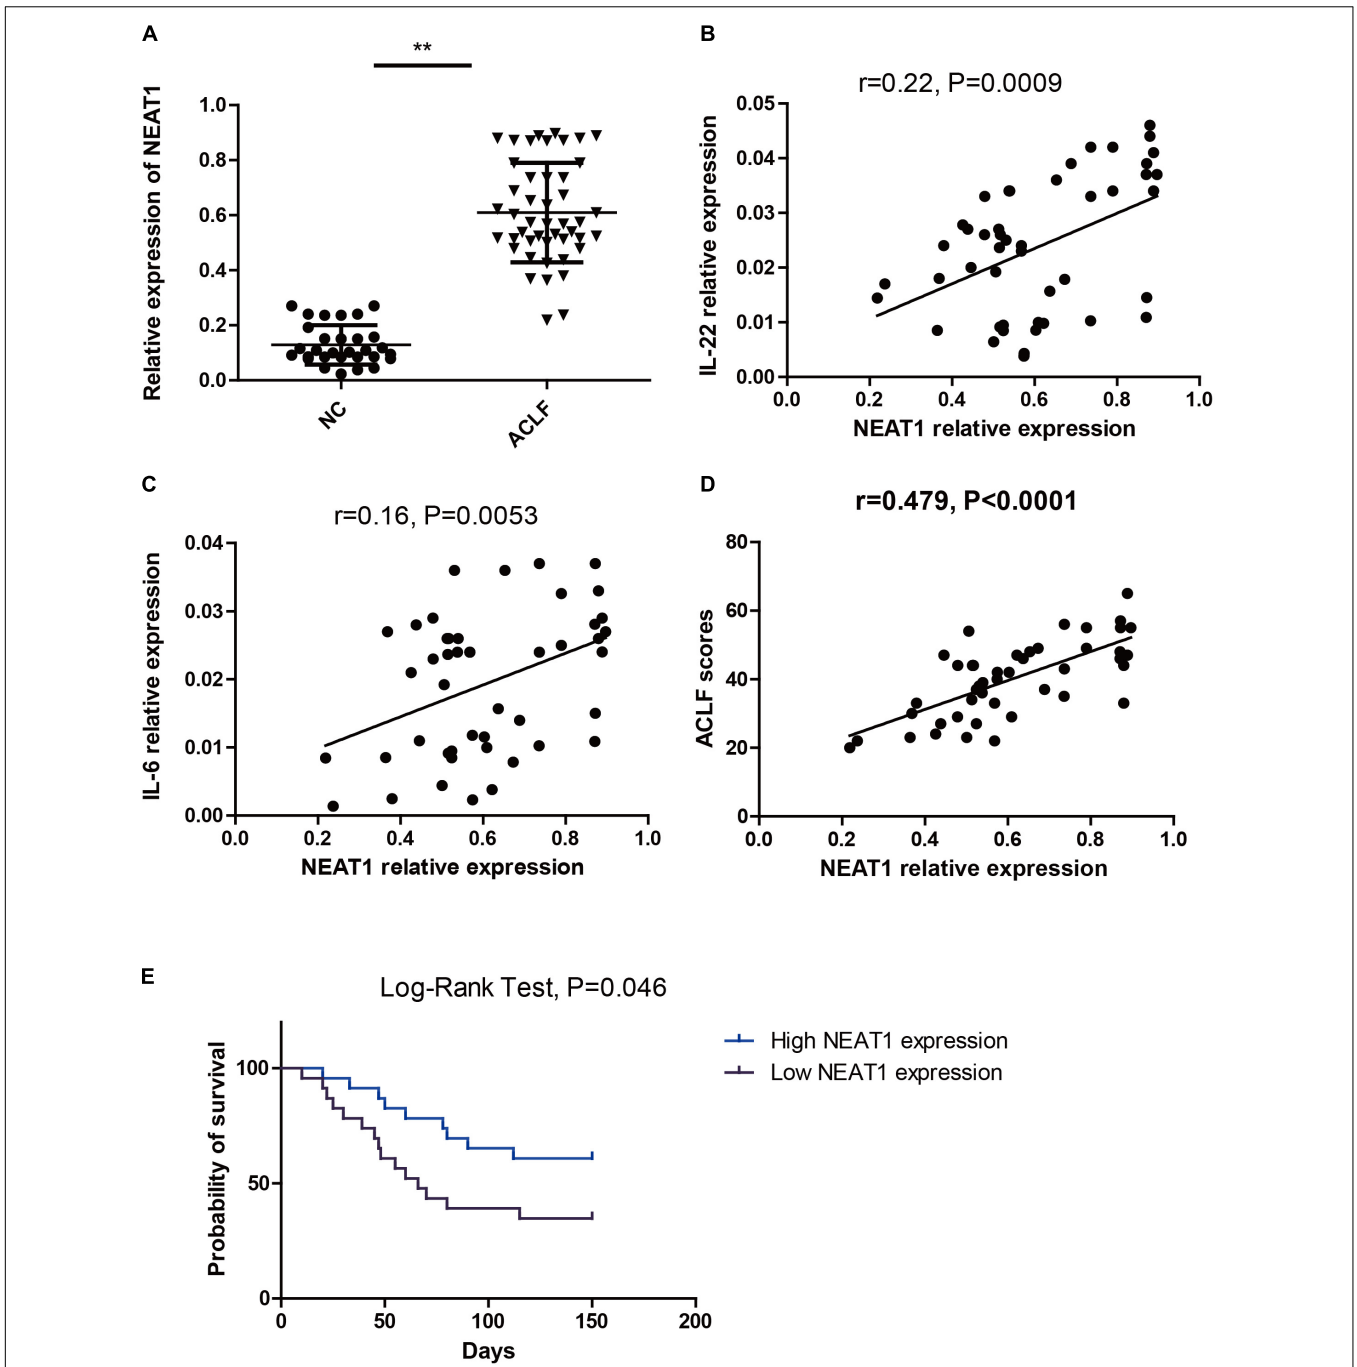 A
**
Relative expression of NEAT1
1.0
0.8
0.6
0.4
0.2
0.0
NC
ACLF
B
r=0.22, P=0.0009
IL-22 relative expression
0.05
0.04
0.03
0.02
0.01
0.00
0.0 0.2 0.4 0.6 0.8 1.0
NEAT1 relative expression
C
r=0.16, P=0.0053
IL-6 relative expression
0.04
0.03
0.02
0.01
0.00
0.0 0.2 0.4 0.6 0.8 1.0
NEAT1 relative expression
D
r=0.479, P<0.0001
ACLF scores
80
60
40
20
0
0.0 0.2 0.4 0.6 0.8 1.0
NEAT1 relative expression
E
Log-Rank Test, P=0.046
Probability of survival
100
50
0
0 50 100 150 200
Days
High NEAT1 expression
Low NEAT1 expression